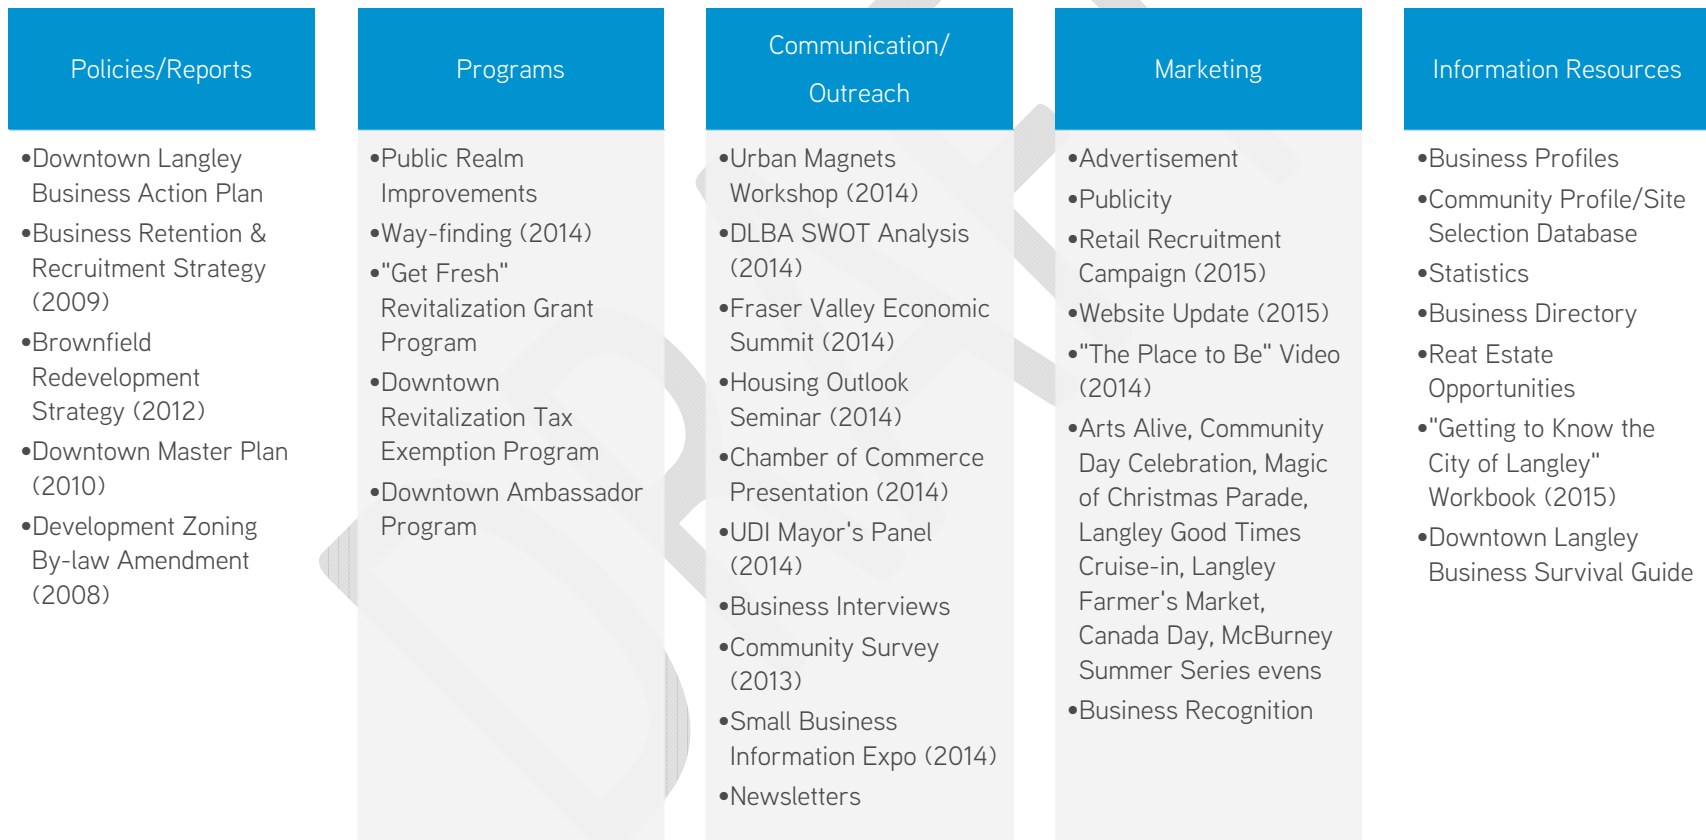 Policies/Reports
•Downtown Langley
Business Action Plan
•Business Retention &
Recruitment Strategy
(2009)
•Brownfield
Redevelopment
Strategy (2012)
•Downtown Master Plan
(2010)
•Development Zoning
By-law Amendment
(2008)
Programs
•Public Realm
Improvements
•Way-finding (2014)
•"Get Fresh"
Revitalization Grant
Program
•Downtown
Revitalization Tax
Exemption Program
•Downtown Ambassador
Program
Communication/
Outreach
•Urban Magnets
Workshop (2014)
•DLBA SWOT Analysis
(2014)
•Fraser Valley Economic
Summit (2014)
•Housing Outlook
Seminar (2014)
•Chamber of Commerce
Presentation (2014)
•UDI Mayor's Panel
(2014)
•Business Interviews
•Community Survey
(2013)
•Small Business
Information Expo (2014)
•Newsletters
Marketing
•Advertisement
•Publicity
•Retail Recruitment
Campaign (2015)
•Website Update (2015)
•"The Place to Be" Video
(2014)
•Arts Alive, Community
Day Celebration, Magic
of Christmas Parade,
Langley Good Times
Cruise-in, Langley
Farmer's Market,
Canada Day, McBurney
Summer Series evens
•Business Recognition
Information Resources
•Business Profiles
•Community Profile/Site
Selection Database
•Statistics
•Business Directory
•Reat Estate
Opportunities
•"Getting to Know the
City of Langley"
Workbook (2015)
•Downtown Langley
Business Survival Guide
DRAFT